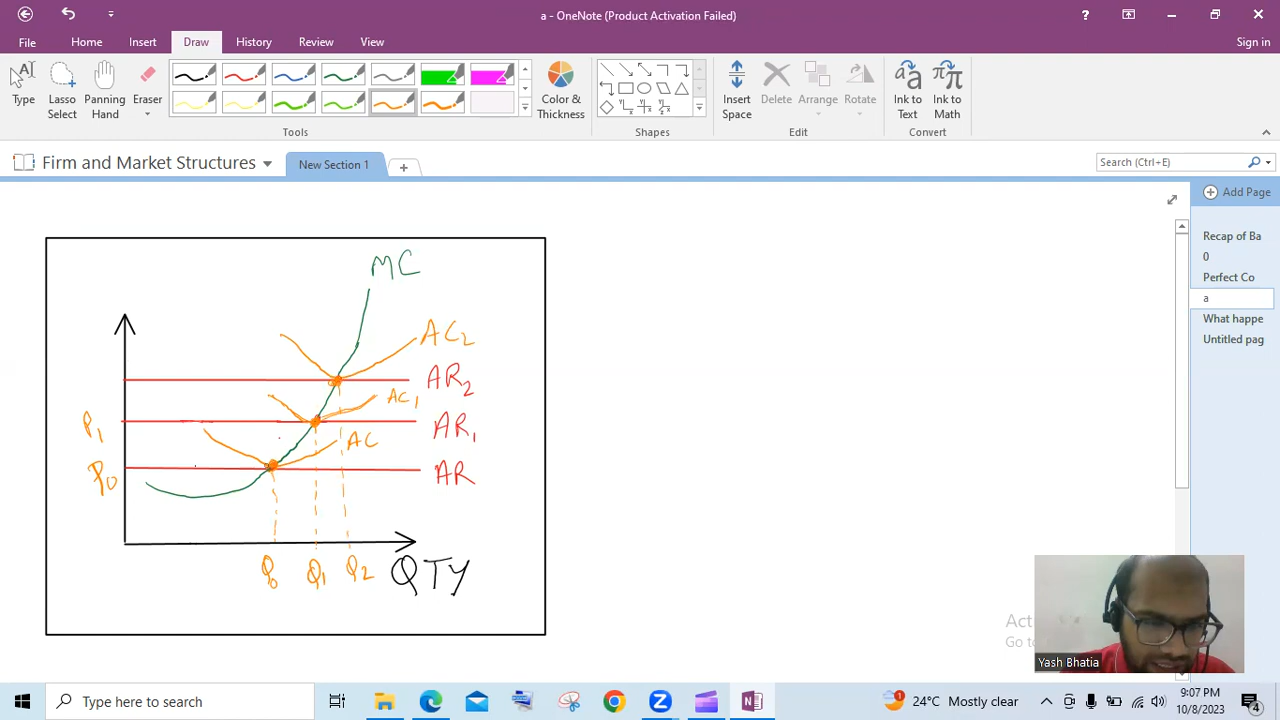 a - OneNote (Product Activation Failed)
?
File
Home
Insert
Draw
History
Review
View
Sign in
Type
Lasso Select
Panning Hand
Eraser
Color & Thickness
Insert Space
Delete
Arrange
Rotate
Ink to Text
Ink to Math
Tools
Shapes
Edit
Convert
Firm and Market Structures
New Section 1
Search (Ctrl+E)
Add Page
Recap of Ba
0
Perfect Co
a
What happe
Untitled pag
MC
AC2
AR2
AC1
P1
AR1
AC
P0
AR
Q0
Q1
Q2
QTY
Act
Go to
Yash Bhatia
Type here to search
24°C Mostly clear
9:07 PM
10/8/2023
4